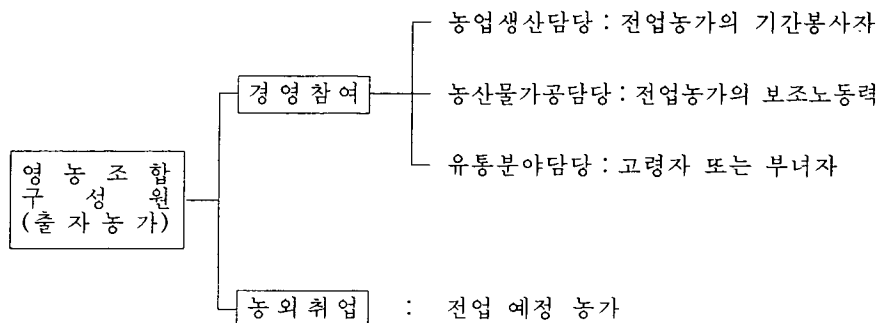 농업생산담당 : 전업농가의 기간봉사자
경영참여
농산물가공담당 : 전업농가의 보조노동력
유통분야담당 : 고령자 또는 부녀자
영농조합
구성원
(출자농가)
농외취업 : 전업 예정 농가